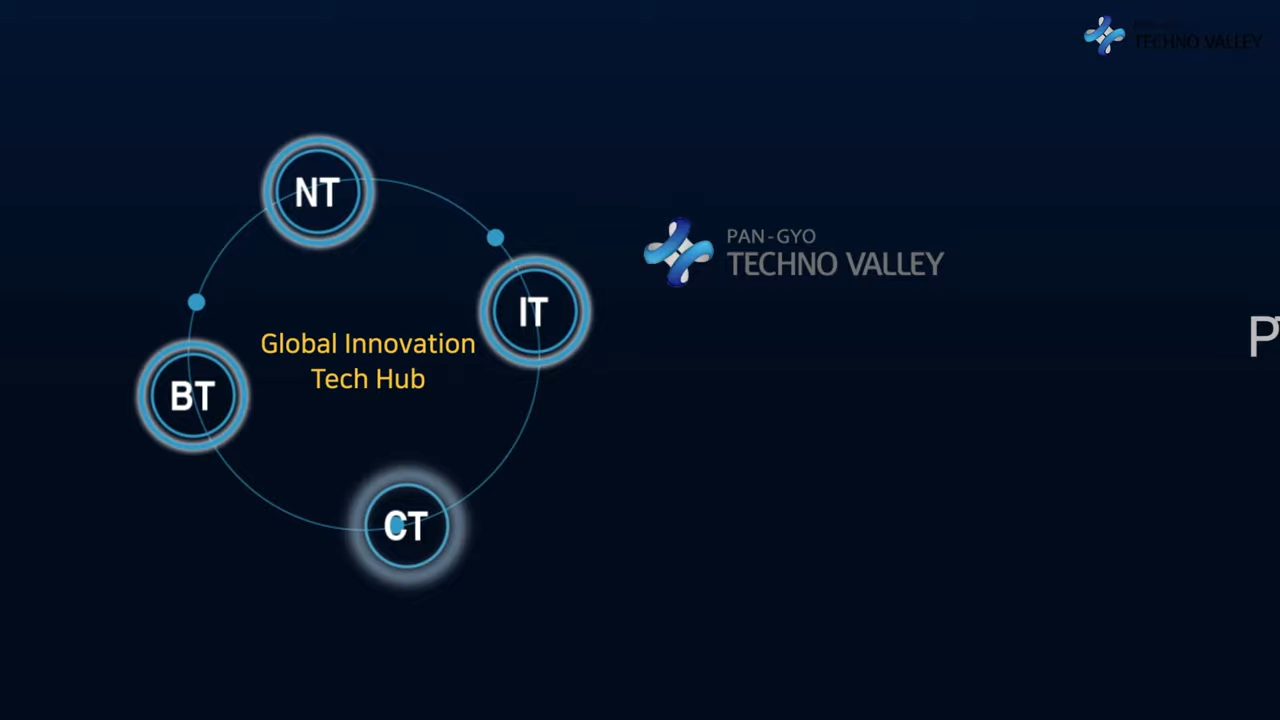 TECHNO VALLEY
NT
IT
BT
CT
Global Innovation
Tech Hub
PAN-GYO
TECHNO VALLEY